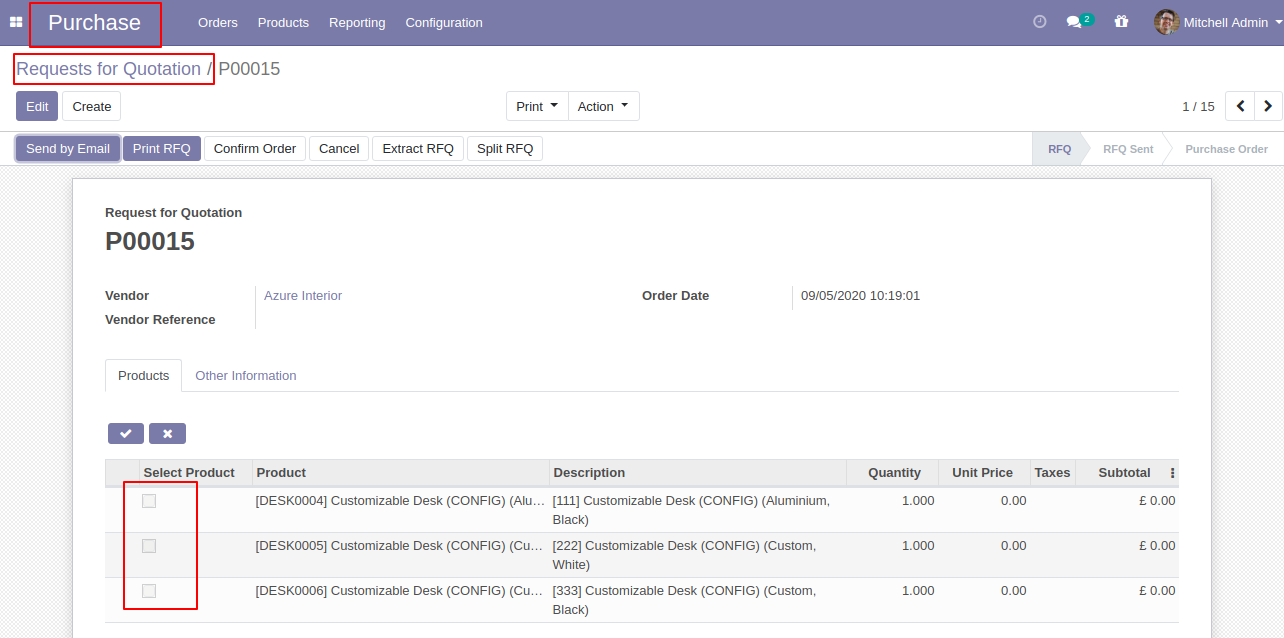 Purchase Orders Products Reporting Configuration 2 Mitchell Admin
Requests for Quotation / P00015
Edit Create Print Action 1 / 15
Send by Email Print RFQ Confirm Order Cancel Extract RFQ Split RFQ RFQ RFQ Sent Purchase Order
Request for Quotation
P00015
Vendor Azure Interior Order Date 09/05/2020 10:19:01
Vendor Reference
Products Other Information
Select Product Product Description Quantity Unit Price Taxes Subtotal
[DESK0004] Customizable Desk (CONFIG) (Alu… [111] Customizable Desk (CONFIG) (Aluminium, 1.000 0.00 £ 0.00
Black)
[DESK0005] Customizable Desk (CONFIG) (Cu… [222] Customizable Desk (CONFIG) (Custom, 1.000 0.00 £ 0.00
White)
[DESK0006] Customizable Desk (CONFIG) (Cu… [333] Customizable Desk (CONFIG) (Custom, 1.000 0.00 £ 0.00
Black)